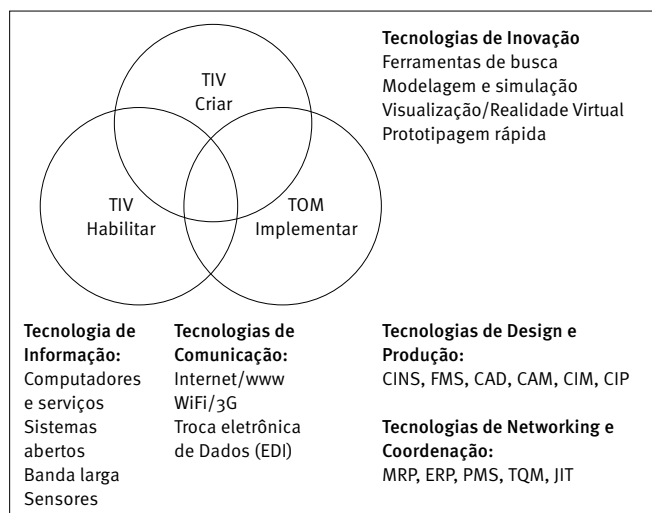 TIV
Criar
TIV
Habilitar
TOM
Implementar
Tecnologias de Inovação
Ferramentas de busca
Modelagem e simulação
Visualização/Realidade Virtual
Prototipagem rápida
Tecnologia de
Informação:
Computadores
e serviços
Sistemas
abertos
Banda larga
Sensores
Tecnologias de
Comunicação:
Internet/www
WiFi/3G
Troca eletrônica
de Dados (EDI)
Tecnologias de Design e
Produção:
CINS, FMS, CAD, CAM, CIM, CIP
Tecnologias de Networking e
Coordenação:
MRP, ERP, PMS, TQM, JIT